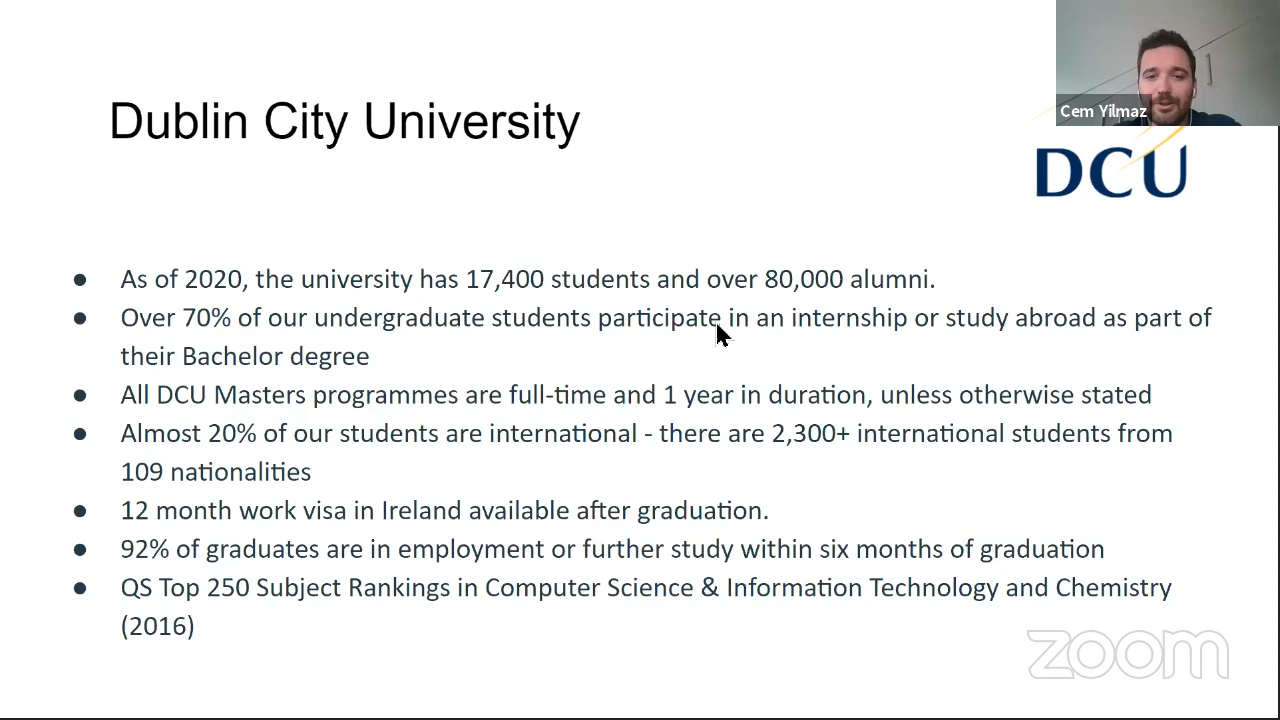 Cem Yilmaz
Dublin City University
DCU
● As of 2020, the university has 17,400 students and over 80,000 alumni.
● Over 70% of our undergraduate students participate in an internship or study abroad as part of
their Bachelor degree
● All DCU Masters programmes are full-time and 1 year in duration, unless otherwise stated
● Almost 20% of our students are international - there are 2,300+ international students from
109 nationalities
● 12 month work visa in Ireland available after graduation.
● 92% of graduates are in employment or further study within six months of graduation
● QS Top 250 Subject Rankings in Computer Science & Information Technology and Chemistry
(2016)
zoom